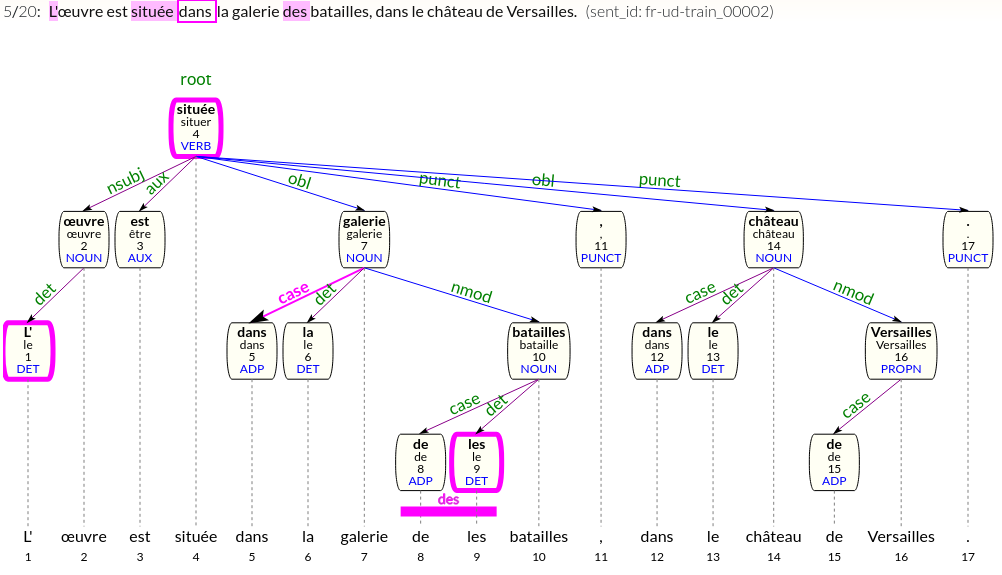 5/20: L'œuvre est située dans la galerie des batailles, dans le château de Versailles. (sent_id: fr-ud-train_00002)
root
située
situer
4
VERB
nsubj aux obl punct obl punct
œuvre est galerie , château .
œuvre être galerie , château .
2 3 7 11 14 17
NOUN AUX NOUN PUNCT NOUN PUNCT
det case det nmod case det nmod
L' dans la batailles dans le Versailles
le dans le bataille dans le Versailles
1 5 6 10 12 13 16
DET ADP DET NOUN ADP DET PROPN
case det case
de les de
de le de
8 9 15
ADP DET ADP
des
L' œuvre est située dans la galerie de les batailles , dans le château de Versailles .
1 2 3 4 5 6 7 8 9 10 11 12 13 14 15 16 17